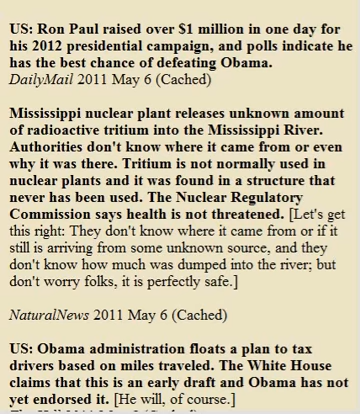 US: Ron Paul raised over $1 million in one day for
his 2012 presidential campaign, and polls indicate he
has the best chance of defeating Obama.
DailyMail 2011 May 6 (Cached)
Mississippi nuclear plant releases unknown amount
of radioactive tritium into the Mississippi River.
Authorities don't know where it came from or even
why it was there. Tritium is not normally used in
nuclear plants and it was found in a structure that
never has been used. The Nuclear Regulatory
Commission says health is not threatened. [Let's get
this right: They don't know where it came from or if it
still is arriving from some unknown source, and they
don't know how much was dumped into the river; but
don't worry folks, it is perfectly safe.]
NaturalNews 2011 May 6 (Cached)
US: Obama administration floats a plan to tax
drivers based on miles traveled. The White House
claims that this is an early draft and Obama has not
yet endorsed it. [He will, of course.]